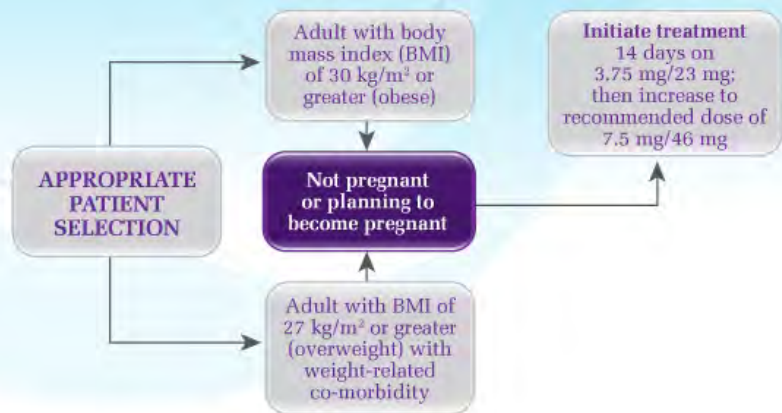 APPROPRIATE
PATIENT
SELECTION
Adult with body
mass index (BMI)
of 30 kg/m² or
greater (obese)
Not pregnant
or planning to
become pregnant
Adult with BMI of
27 kg/m² or greater
(overweight) with
weight-related
co-morbidity
Initiate treatment
14 days on
3.75 mg/23 mg;
then increase to
recommended dose of
7.5 mg/46 mg